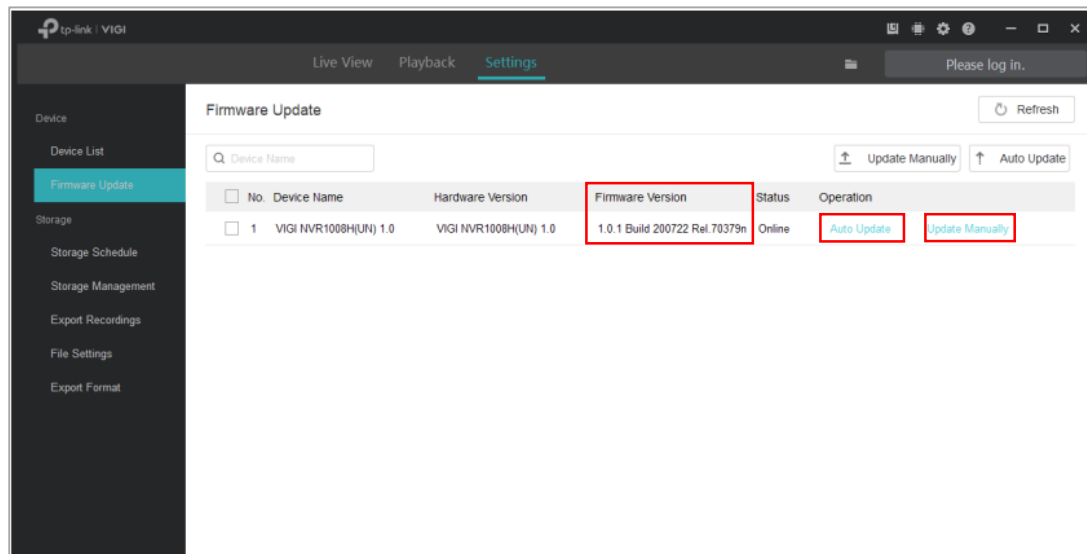 tp-link | VIGI
Live View Playback Settings Please log in.
Device
Device List
Firmware Update
Storage
Storage Schedule
Storage Management
Export Recordings
File Settings
Export Format
Firmware Update Refresh
Device Name Update Manually Auto Update
No. Device Name Hardware Version Firmware Version Status Operation
1 VIGI NVR1008H(UN) 1.0 VIGI NVR1008H(UN) 1.0 1.0.1 Build 200722 Rel.70379n Online Auto Update Update Manually